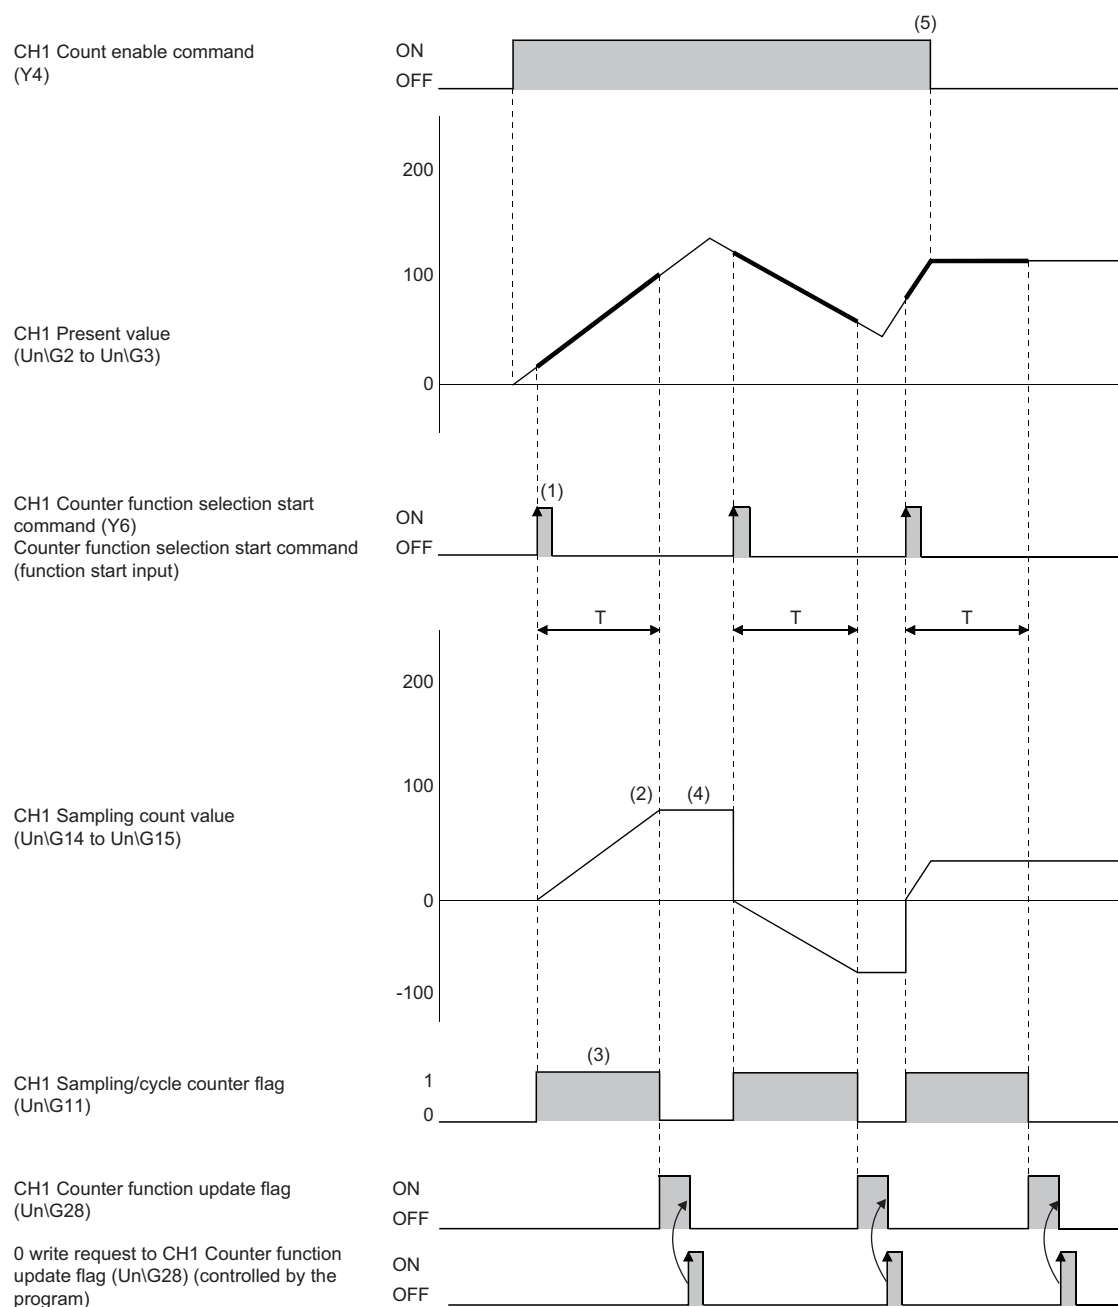 (5)
CH1 Count enable command
(Y4)
ON
OFF
200
100
0
CH1 Present value
(Un\G2 to Un\G3)
(1)
CH1 Counter function selection start
command (Y6)
Counter function selection start command
(function start input)
ON
OFF
T T T
200
100
0
-100
(2) (4)
CH1 Sampling count value
(Un\G14 to Un\G15)
(3)
CH1 Sampling/cycle counter flag
(Un\G11)
1
0
CH1 Counter function update flag
(Un\G28)
ON
OFF
0 write request to CH1 Counter function
update flag (Un\G28) (controlled by the
program)
ON
OFF